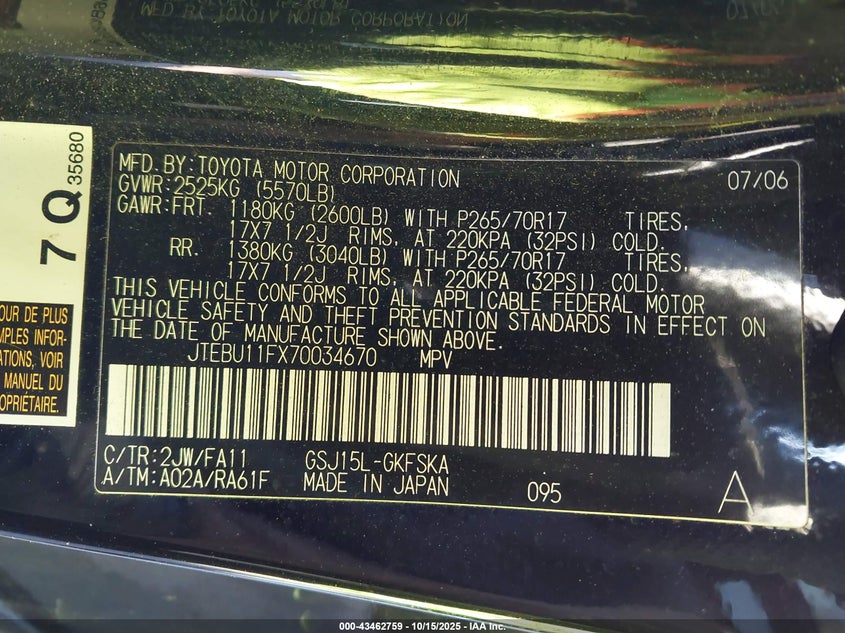 MFD.BY:TOYOTA MOTOR CORPORATION 07/06
GVWR:2525KG (5570LB)
GAWR:FRT. 1180KG (2600LB) WITH P265/70R17 TIRES,
17X7 1/2J RIMS, AT 220KPA (32PSI) COLD.
RR. 1380KG (3040LB) WITH P265/70R17 TIRES,
17X7 1/2J RIMS, AT 220KPA (32PSI) COLD.
THIS VEHICLE CONFORMS TO ALL APPLICABLE FEDERAL MOTOR
VEHICLE SAFETY AND THEFT PREVENTION STANDARDS IN EFFECT ON
THE DATE OF MANUFACTURE SHOWN ABOVE.
JTEBU11FX70034670 MPV
C/TR:2JW/FA11 GSJ15L-GKFSKA
A/TM:A02A/RA61F MADE IN JAPAN 095 A
7 Q 35680
OUR DE PLUS
MPLES INFOR-
TIONS, VOIR
MANUEL DU
OPRIÉTAIRE.
000-43462759 - 10/15/2025 - IAA Inc.